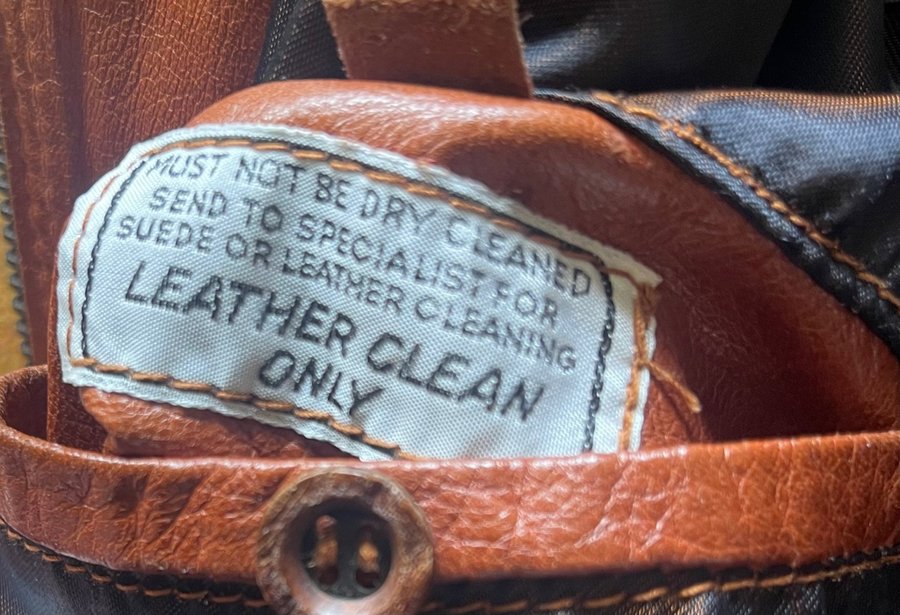 MUST NOT BE DRY CLEANED
SEND TO SPECIALIST FOR
SUEDE OR LEATHER CLEANING
LEATHER CLEAN
ONLY